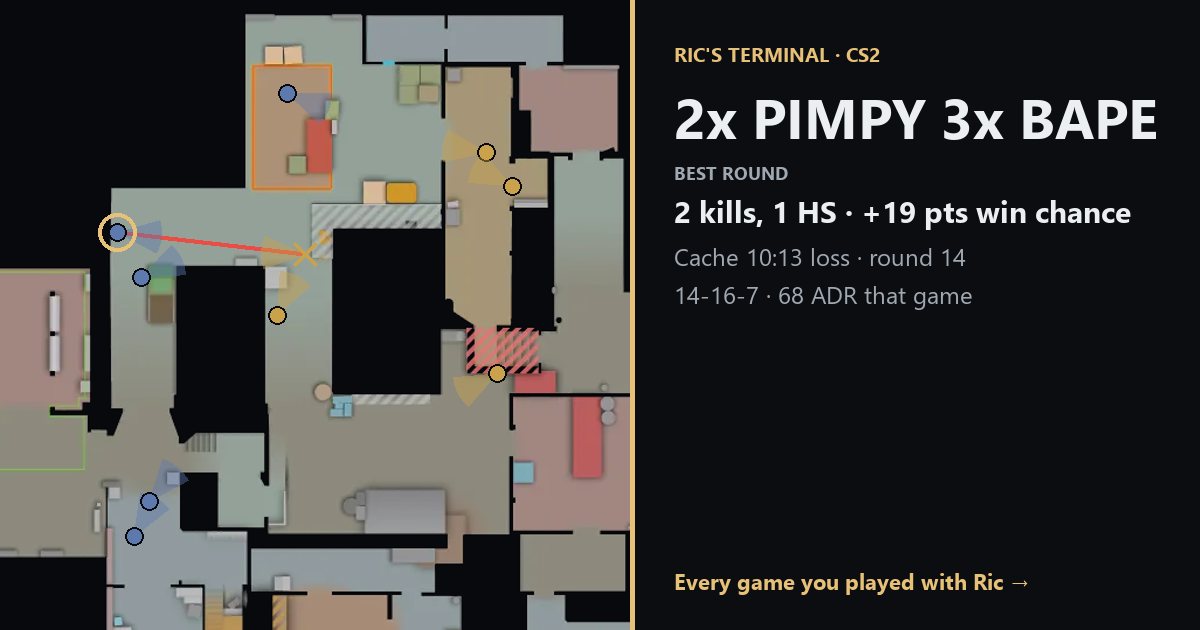 RIC'S TERMINAL · CS2
2x PIMPY 3x BAPE
BEST ROUND
2 kills, 1 HS · +19 pts win chance
Cache 10:13 loss · round 14
14-16-7 · 68 ADR that game
Every game you played with Ric →